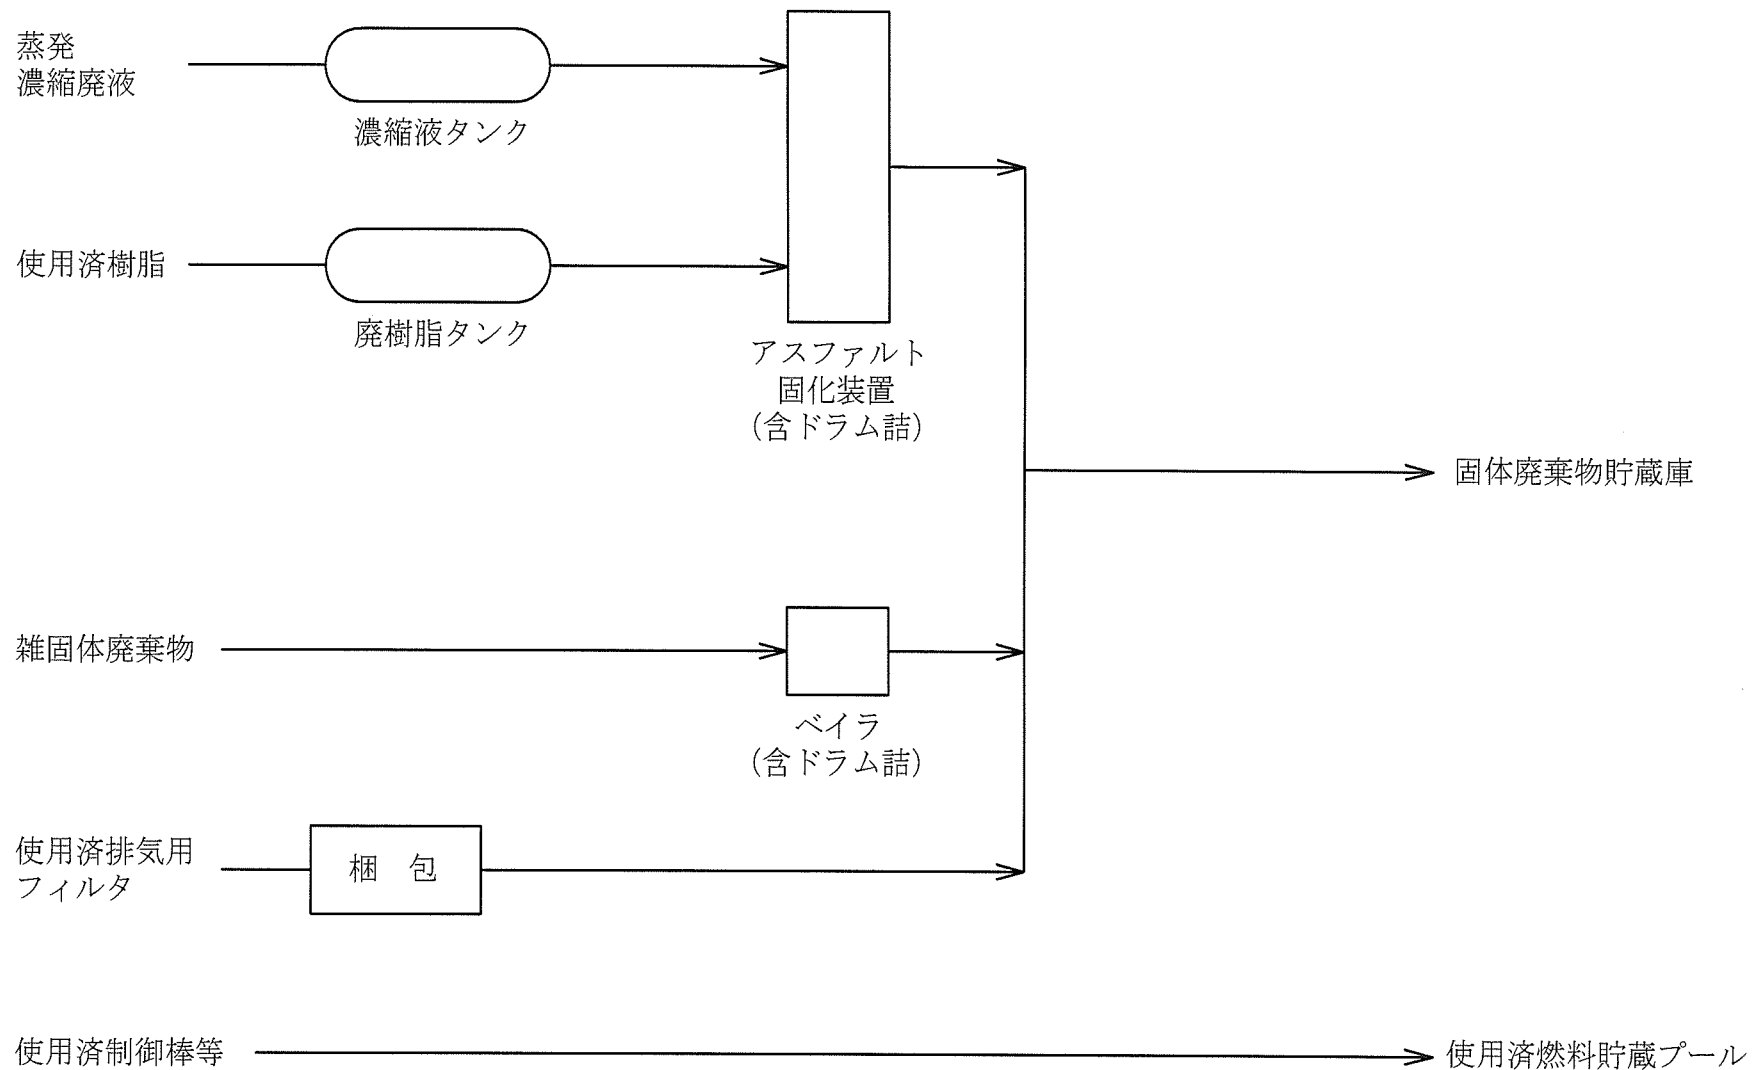 蒸発
濃縮廃液
濃縮液タンク
使用済樹脂
廃樹脂タンク
アスファルト
固化装置
(含ドラム詰)
固体廃棄物貯蔵庫
雑固体廃棄物
ベイラ
(含ドラム詰)
使用済排気用
フィルタ
梱 包
使用済制御棒等
使用済燃料貯蔵プール